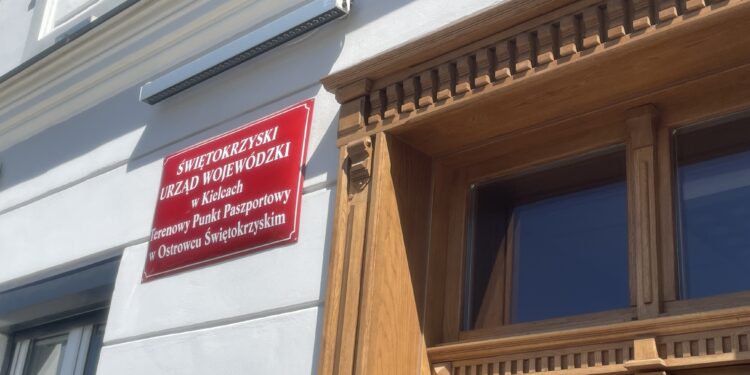 ŚWIĘTOKRZYSKI
URZĄD WOJEWÓDZKI
w Kielcach
Terenowy Punkt Paszportowy
w Ostrowcu Świętokrzyskim